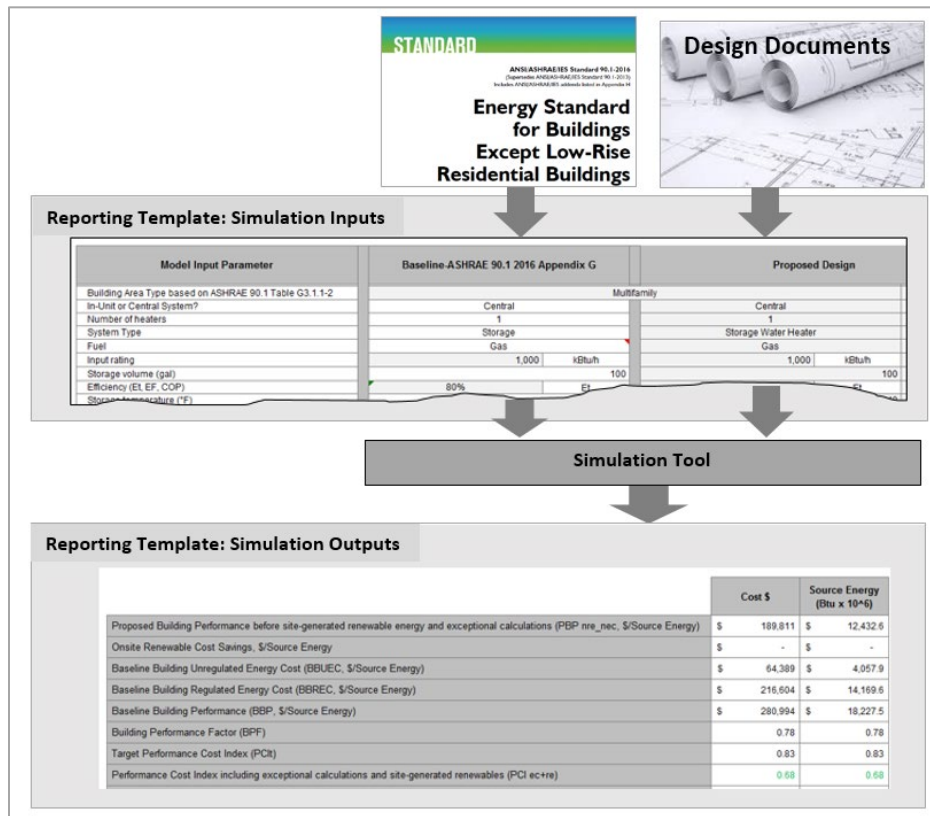 STANDARD
ANSI/ASHRAE/IES Standard 90.1-2016
(Supersedes ANSI/ASHRAE/IES Standard 90.1-2013)
Includes ANSI/ASHRAE/IES addenda listed in Appendix H
Energy Standard
for Buildings
Except Low-Rise
Residential Buildings
Design Documents
Reporting Template: Simulation Inputs
Model Input Parameter Baseline-ASHRAE 90.1 2016 Appendix G Proposed Design
Building Area Type based on ASHRAE 90.1 Table G3.1.1-2 Multifamily
In-Unit or Central System? Central Central
Number of heaters 1 1
System Type Storage Storage Water Heater
Fuel Gas Gas
Input rating 1,000 kBtu/h 1,000 kBtu/h
Storage volume (gal) 100 100
Efficiency (Et, EF, COP) 80% Et Et
Storage temperature (°F)
Simulation Tool
Reporting Template: Simulation Outputs
Cost $ Source Energy
(Btu x 10^6)
Proposed Building Performance before site-generated renewable energy and exceptional calculations (PBP nre_nec, $/Source Energy) $ 189,811 $ 12,432.6
Onsite Renewable Cost Savings, $/Source Energy $ - $ -
Baseline Building Unregulated Energy Cost (BBUEC, $/Source Energy) $ 64,389 $ 4,057.9
Baseline Building Regulated Energy Cost (BBREC, $/Source Energy) $ 216,604 $ 14,169.6
Baseline Building Performance (BBP, $/Source Energy) $ 280,994 $ 18,227.5
Building Performance Factor (BPF) 0.78 0.78
Target Performance Cost Index (PCIt) 0.83 0.83
Performance Cost Index including exceptional calculations and site-generated renewables (PCI ec+re) 0.68 0.68